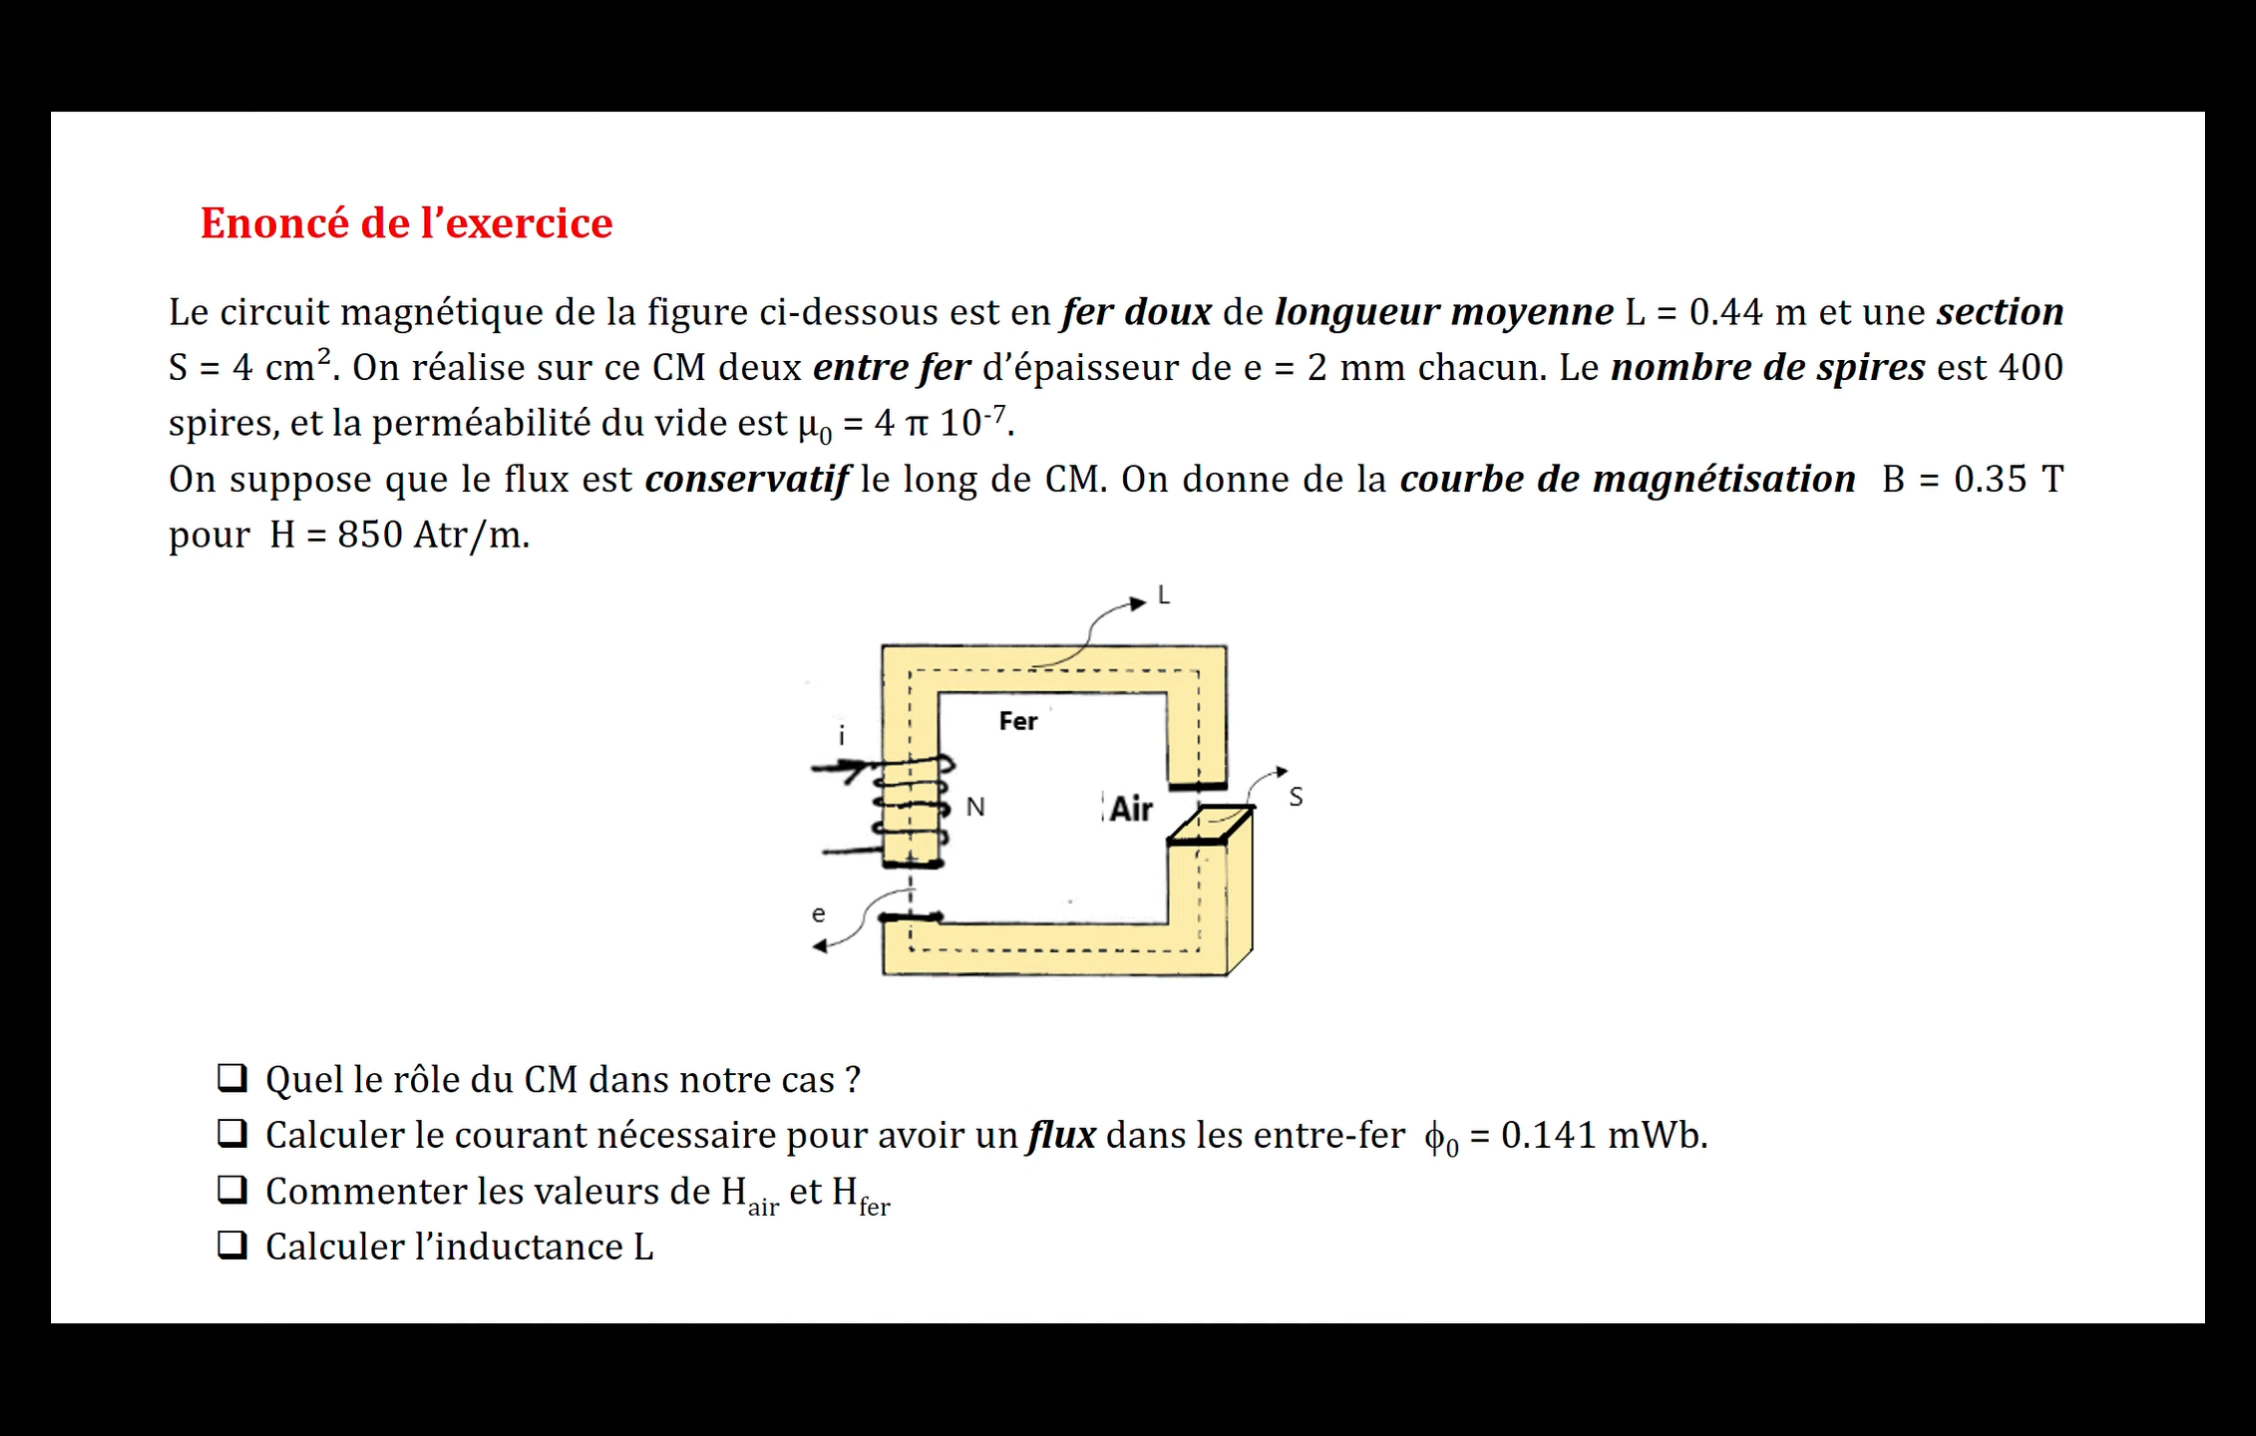 Enoncé de l’exercice
Le circuit magnétique de la figure ci-dessous est en fer doux de longueur moyenne L = 0.44 m et une section
S = 4 cm². On réalise sur ce CM deux entre fer d’épaisseur de e = 2 mm chacun. Le nombre de spires est 400
spires, et la perméabilité du vide est μ₀ = 4 π 10⁻⁷.
On suppose que le flux est conservatif le long de CM. On donne de la courbe de magnétisation B = 0.35 T
pour H = 850 Atr/m.
L
Fer
i
S
N
Air
e
❑ Quel le rôle du CM dans notre cas ?
❑ Calculer le courant nécessaire pour avoir un flux dans les entre-fer ϕ₀ = 0.141 mWb.
❑ Commenter les valeurs de Hair et Hfer
❑ Calculer l’inductance L